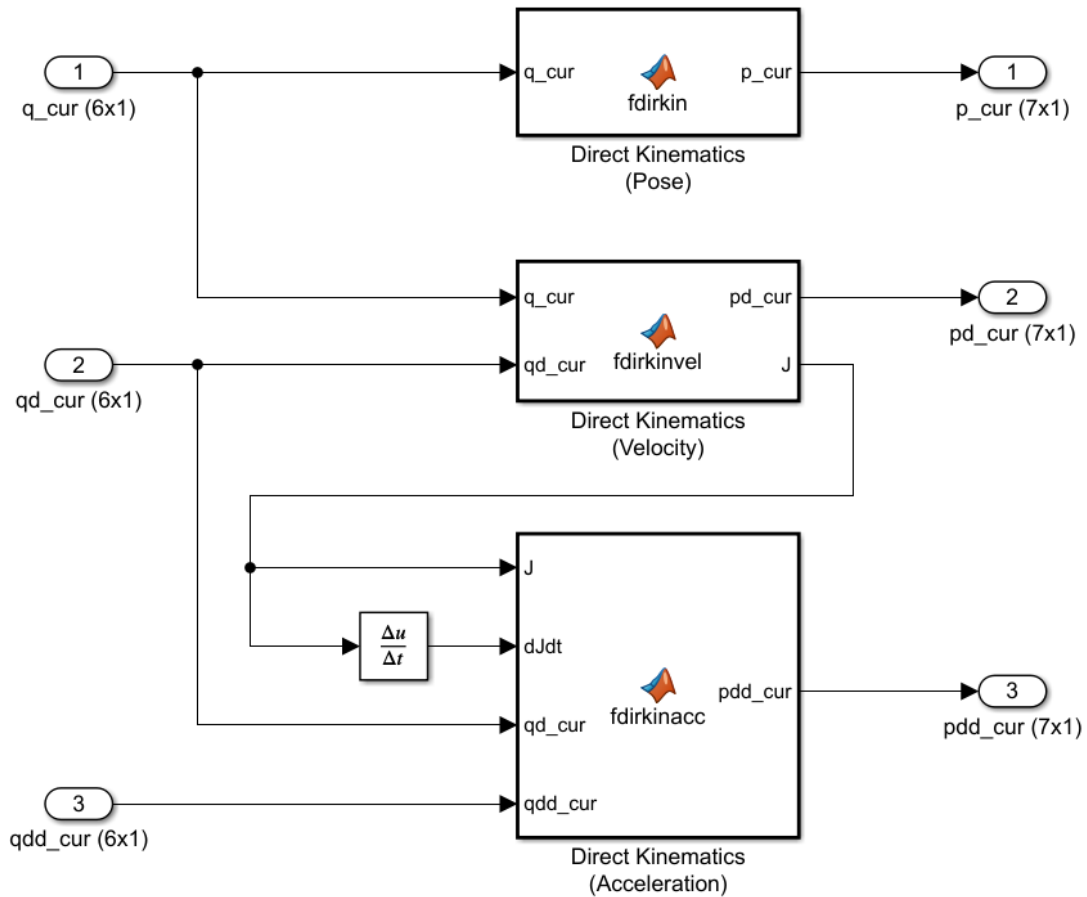 1
q_cur (6x1)
q_cur
fdirkin
p_cur
Direct Kinematics
(Pose)
1
p_cur (7x1)
2
qd_cur (6x1)
q_cur
qd_cur
fdirkinvel
pd_cur
J
Direct Kinematics
(Velocity)
2
pd_cur (7x1)
Δu
Δt
J
dJdt
qd_cur
qdd_cur
fdirkinacc
pdd_cur
Direct Kinematics
(Acceleration)
3
qdd_cur (6x1)
3
pdd_cur (7x1)